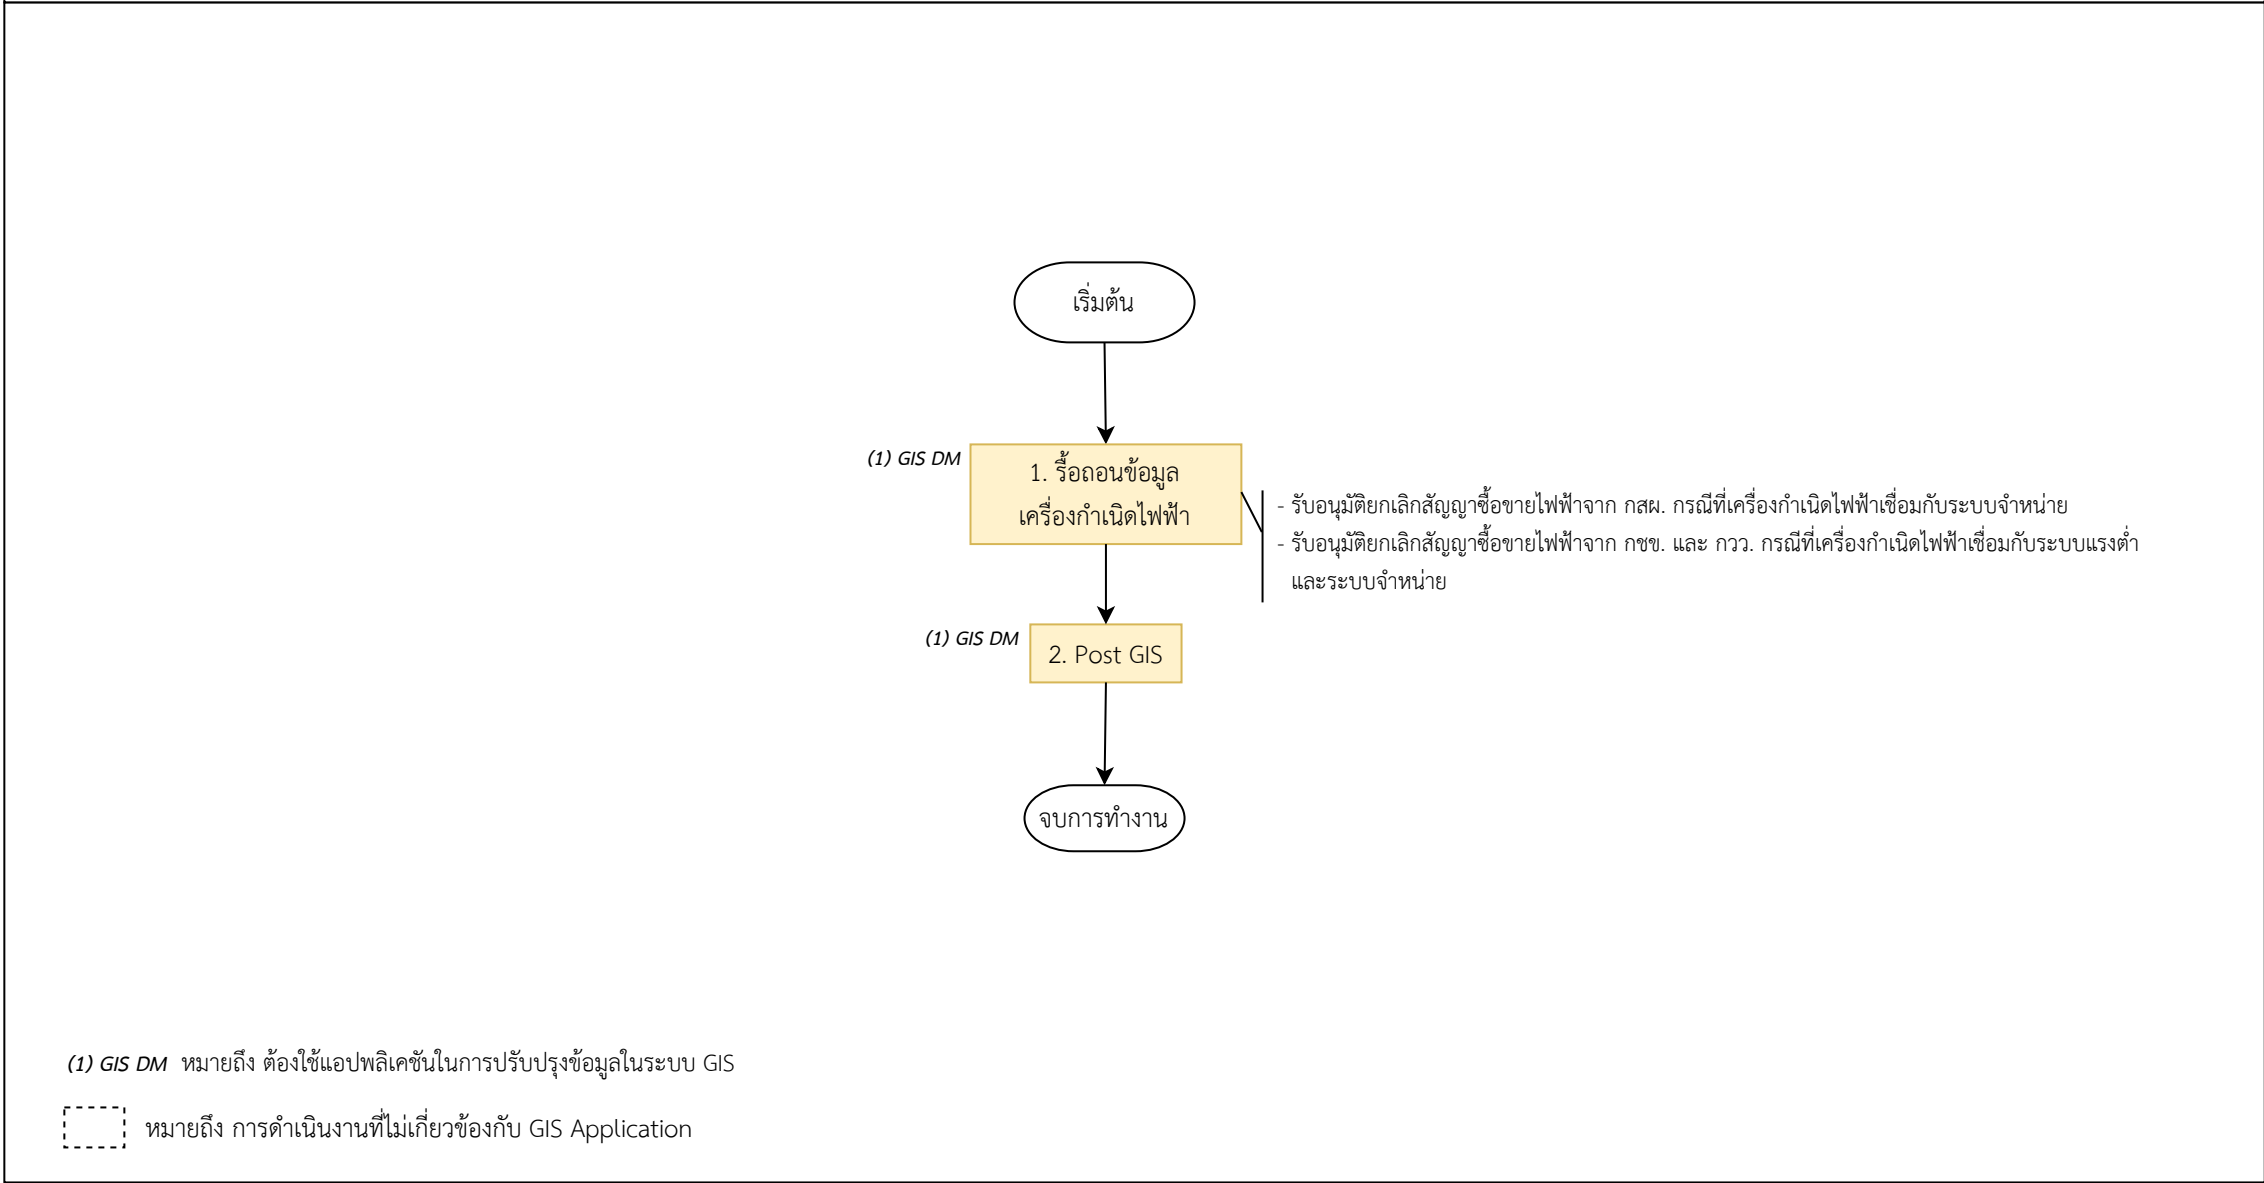 เริ่มต้น
(1) GIS DM
1. รื้อถอนข้อมูล
เครื่องกำเนิดไฟฟ้า
- รับอนุมัติยกเลิกสัญญาซื้อขายไฟฟ้าจาก กสผ. กรณีที่เครื่องกำเนิดไฟฟ้าเชื่อมกับระบบจำหน่าย
- รับอนุมัติยกเลิกสัญญาซื้อขายไฟฟ้าจาก กซข. และ กวว. กรณีที่เครื่องกำเนิดไฟฟ้าเชื่อมกับระบบแรงต่ำ
และระบบจำหน่าย
(1) GIS DM
2. Post GIS
จบการทำงาน
(1) GIS DM หมายถึง ต้องใช้แอปพลิเคชันในการปรับปรุงข้อมูลในระบบ GIS
หมายถึง การดำเนินงานที่ไม่เกี่ยวข้องกับ GIS Application